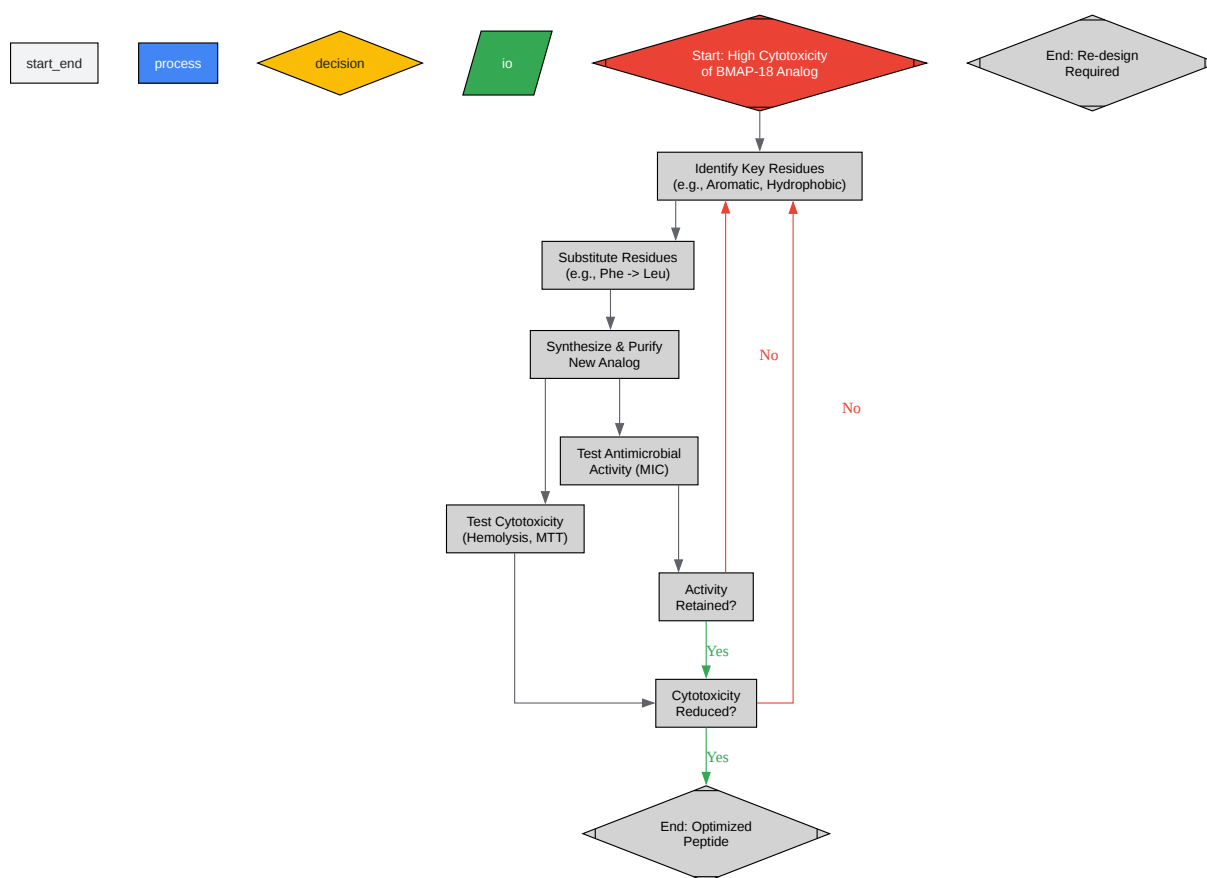 start_end
process
decision
io
Start: High Cytotoxicity
of BMAP-18 Analog
End: Re-design
Required
Identify Key Residues
(e.g., Aromatic, Hydrophobic)
Substitute Residues
(e.g., Phe -> Leu)
Synthesize & Purify
New Analog
No
No
Test Antimicrobial
Activity (MIC)
Test Cytotoxicity
(Hemolysis, MTT)
Activity
Retained?
Yes
Cytotoxicity
Reduced?
Yes
End: Optimized
Peptide